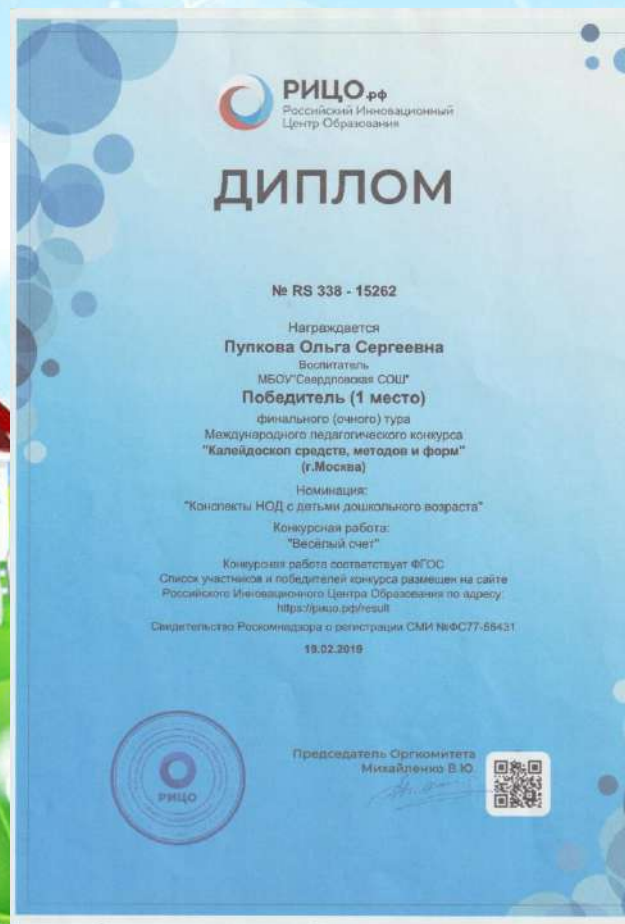 РИЦО.рф
Российский Инновационный
Центр Образования
ДИПЛОМ
№ RS 338 - 15262
Награждается
Пупкова Ольга Сергеевна
Воспитатель
МБОУ"Свердловская СОШ"
Победитель (1 место)
финального (очного) тура
Международного педагогического конкурса
"Калейдоскоп средств, методов и форм"
(г.Москва)
Номинация:
"Конспекты НОД с детьми дошкольного возраста"
Конкурсная работа:
"Весёлый счет"
Конкурсная работа соответствует ФГОС
Список участников и победителей конкурса размещен на сайте
Российского Инновационного Центра Образования по адресу:
https://рицо.рф/result
Свидетельство Роскомнадзора о регистрации СМИ №ФС77-56431
19.02.2019
Председатель Оргкомитета
Михайленко В.Ю.
РИЦО